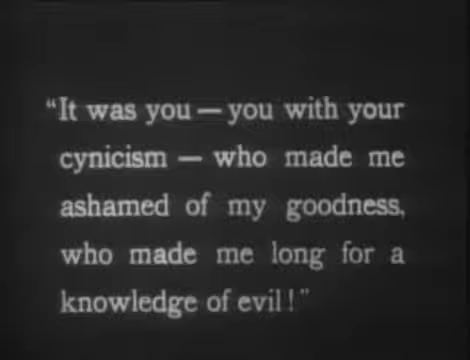 “It was you — you with your
cynicism — who made me
ashamed of my goodness,
who made me long for a
knowledge of evil!”